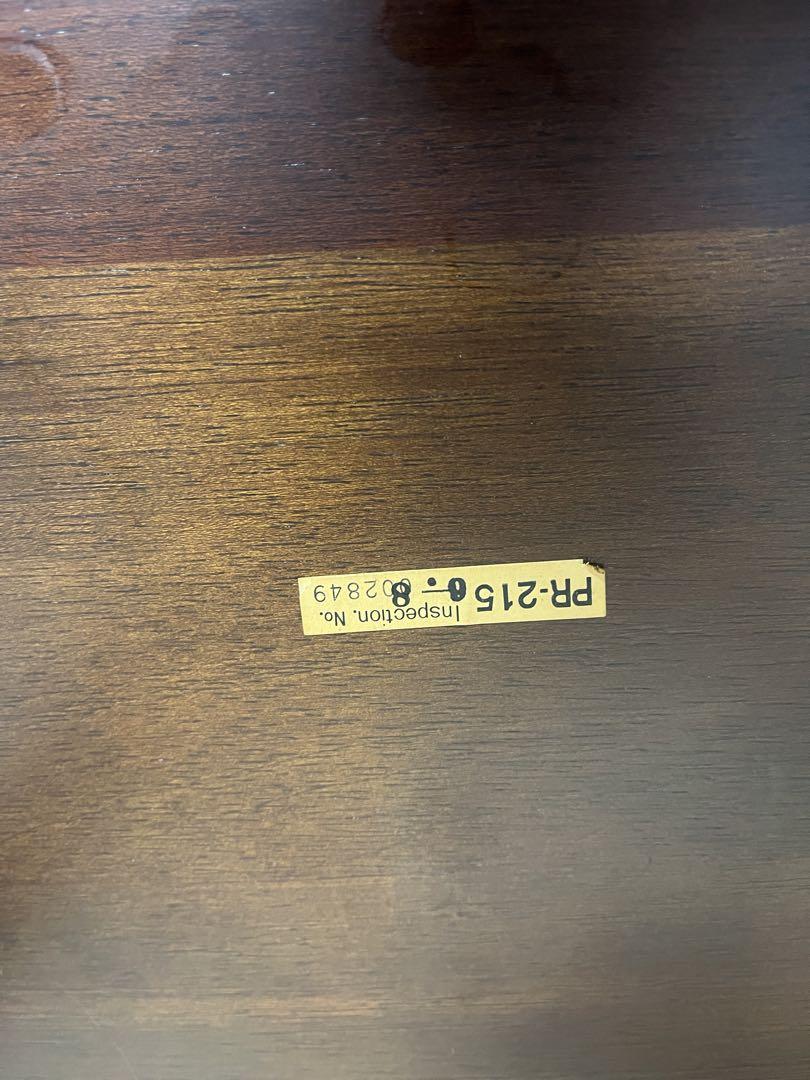 PR-215
Inspection. No.
002849